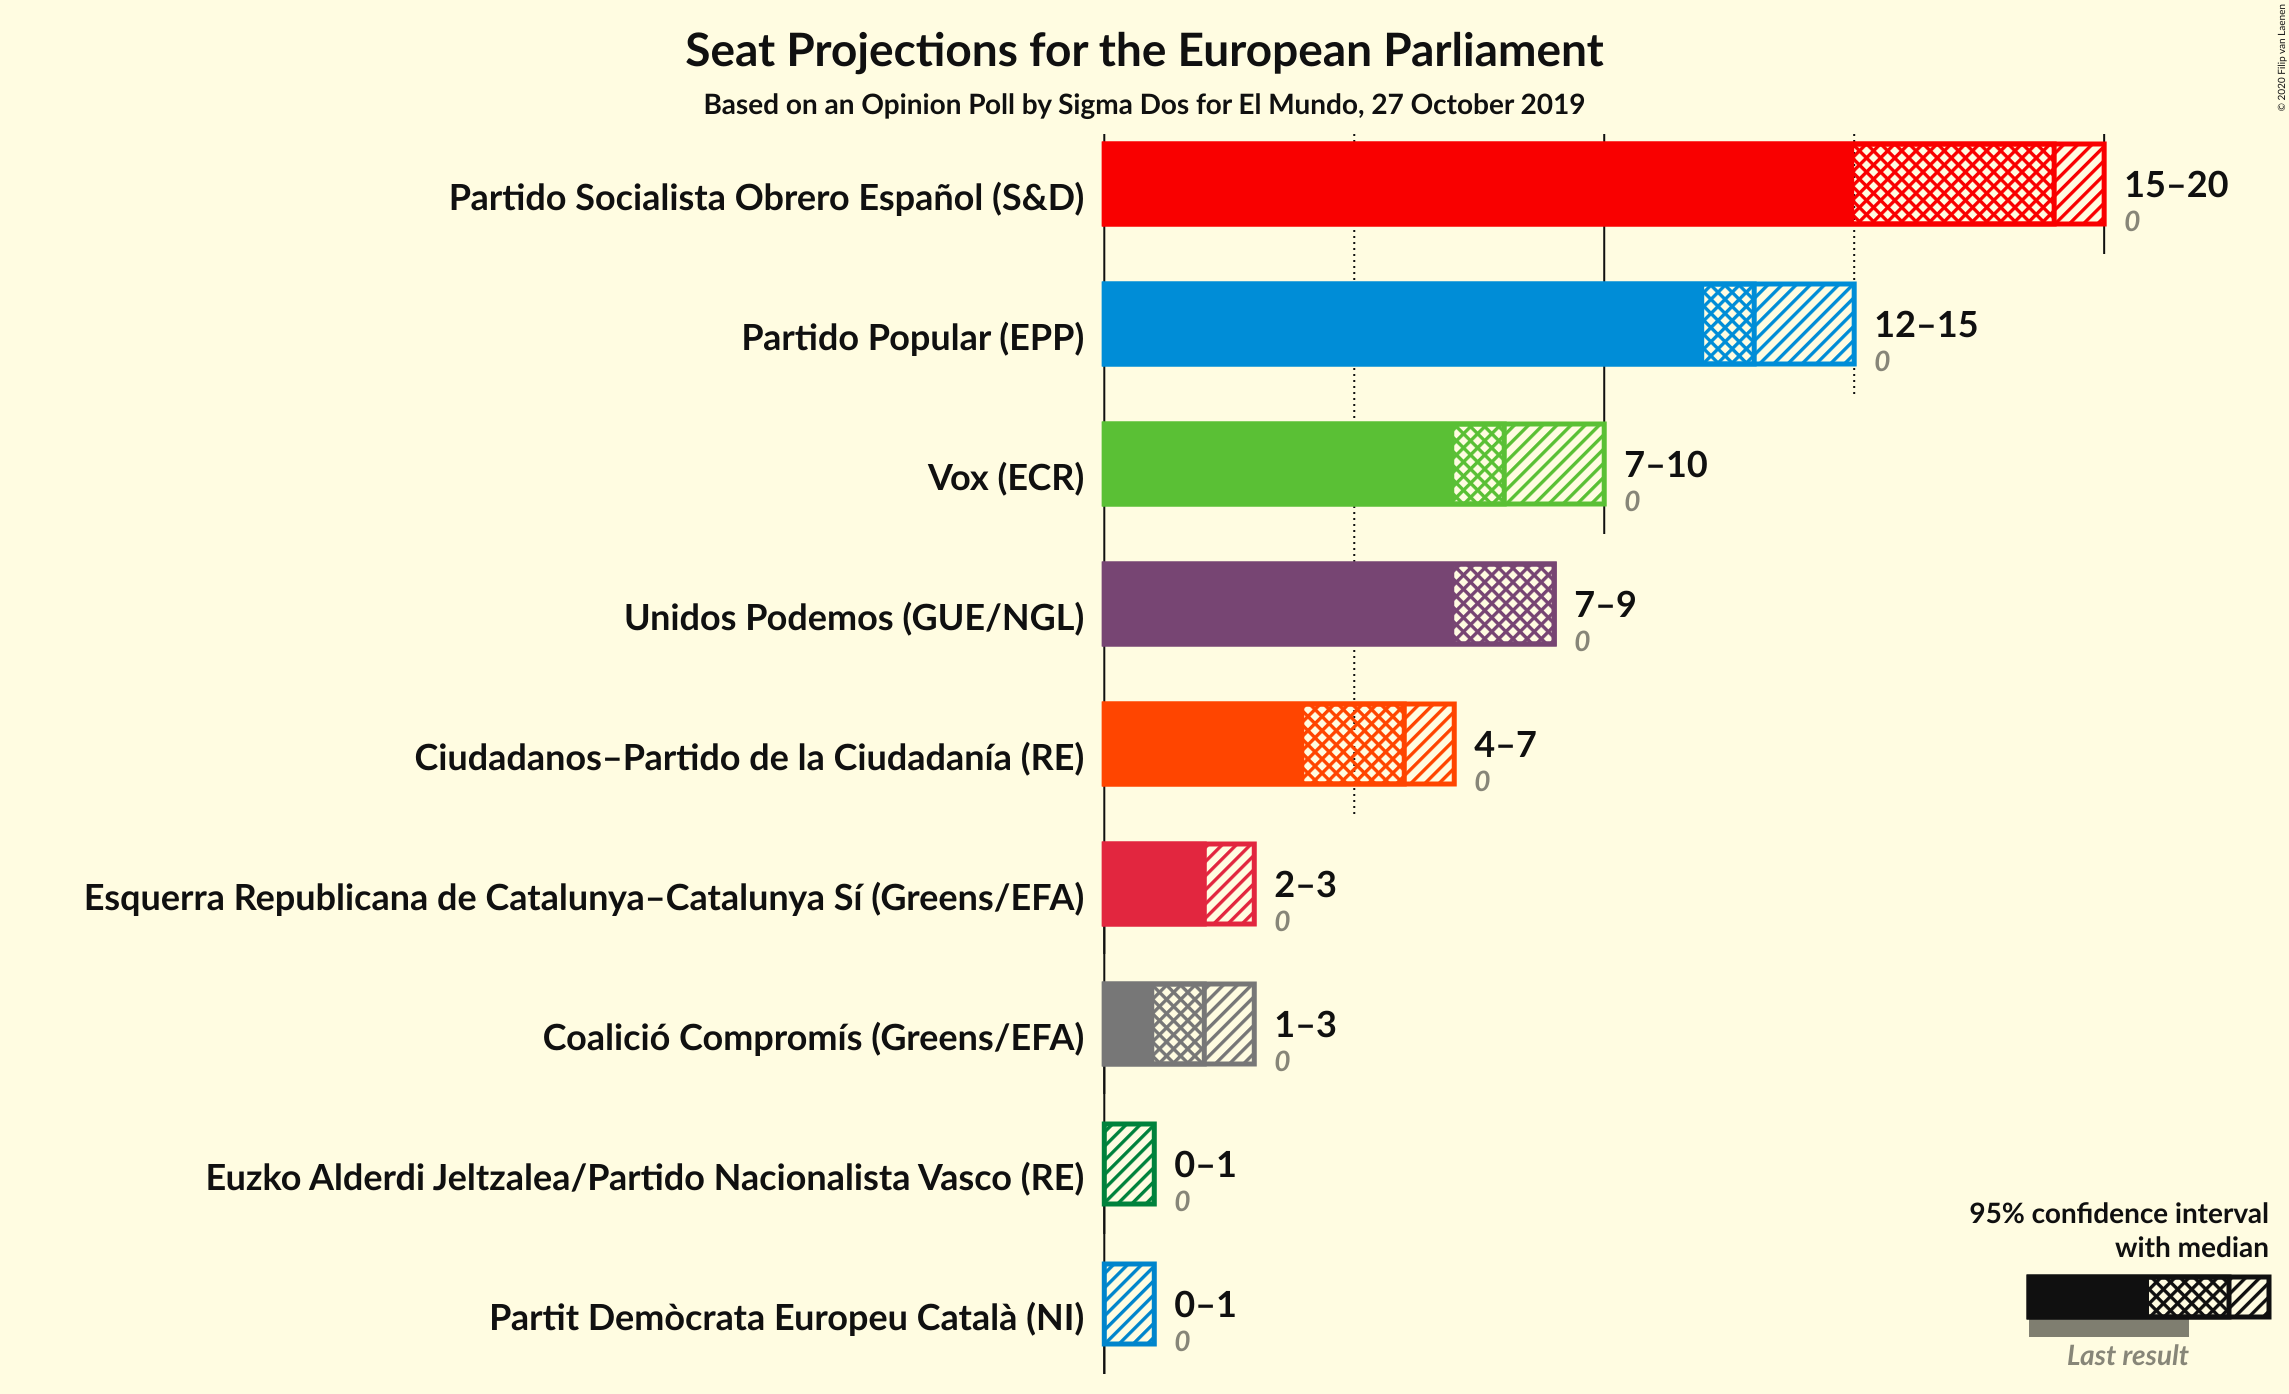 Seat Projections for the European Parliament
Based on an Opinion Poll by Sigma Dos for El Mundo, 27 October 2019
© 2020 Filip van Laenen
Partido Socialista Obrero Español (S&D)
15–20
0
Partido Popular (EPP)
12–15
0
Vox (ECR)
7–10
0
Unidos Podemos (GUE/NGL)
7–9
0
Ciudadanos–Partido de la Ciudadanía (RE)
4–7
0
Esquerra Republicana de Catalunya–Catalunya Sí (Greens/EFA)
2–3
0
Coalició Compromís (Greens/EFA)
1–3
0
Euzko Alderdi Jeltzalea/Partido Nacionalista Vasco (RE)
0–1
0
Partit Demòcrata Europeu Català (NI)
0–1
0
95% confidence interval
with median
Last result